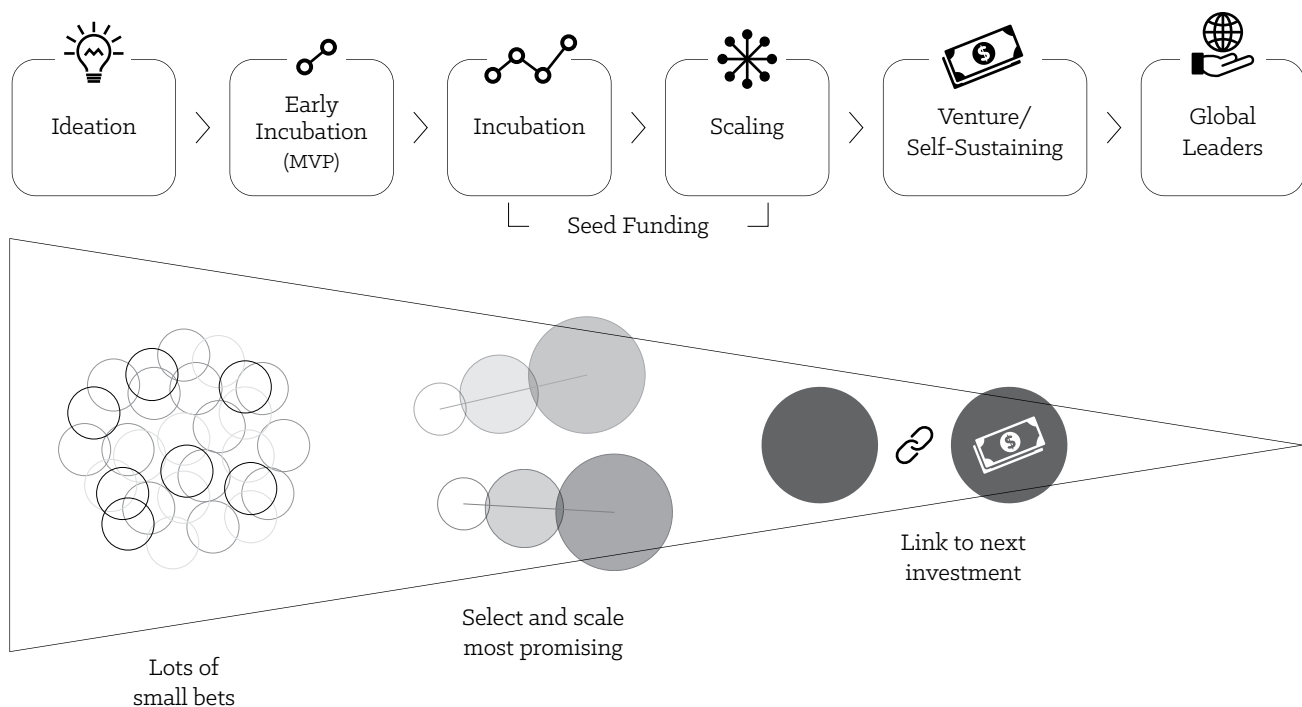 Ideation
Early
Incubation
(MVP)
Incubation
Scaling
Venture/
Self-Sustaining
Global
Leaders
Seed Funding
$
$
Link to next
investment
Select and scale
most promising
Lots of
small bets